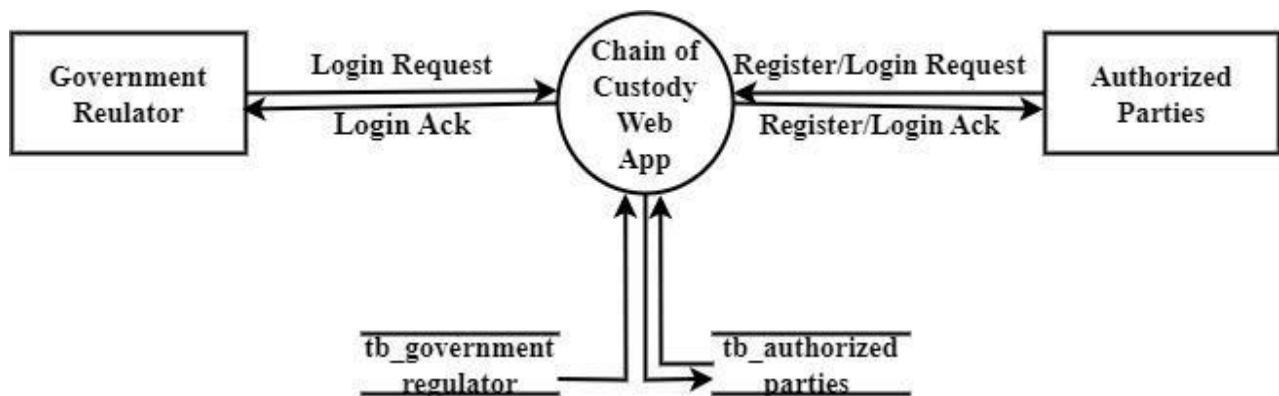 Government
Reulator
Login Request
Login Ack
Chain of
Custody
Web
App
Register/Login Request
Register/Login Ack
Authorized
Parties
tb_government
regulator
tb_authorized
parties